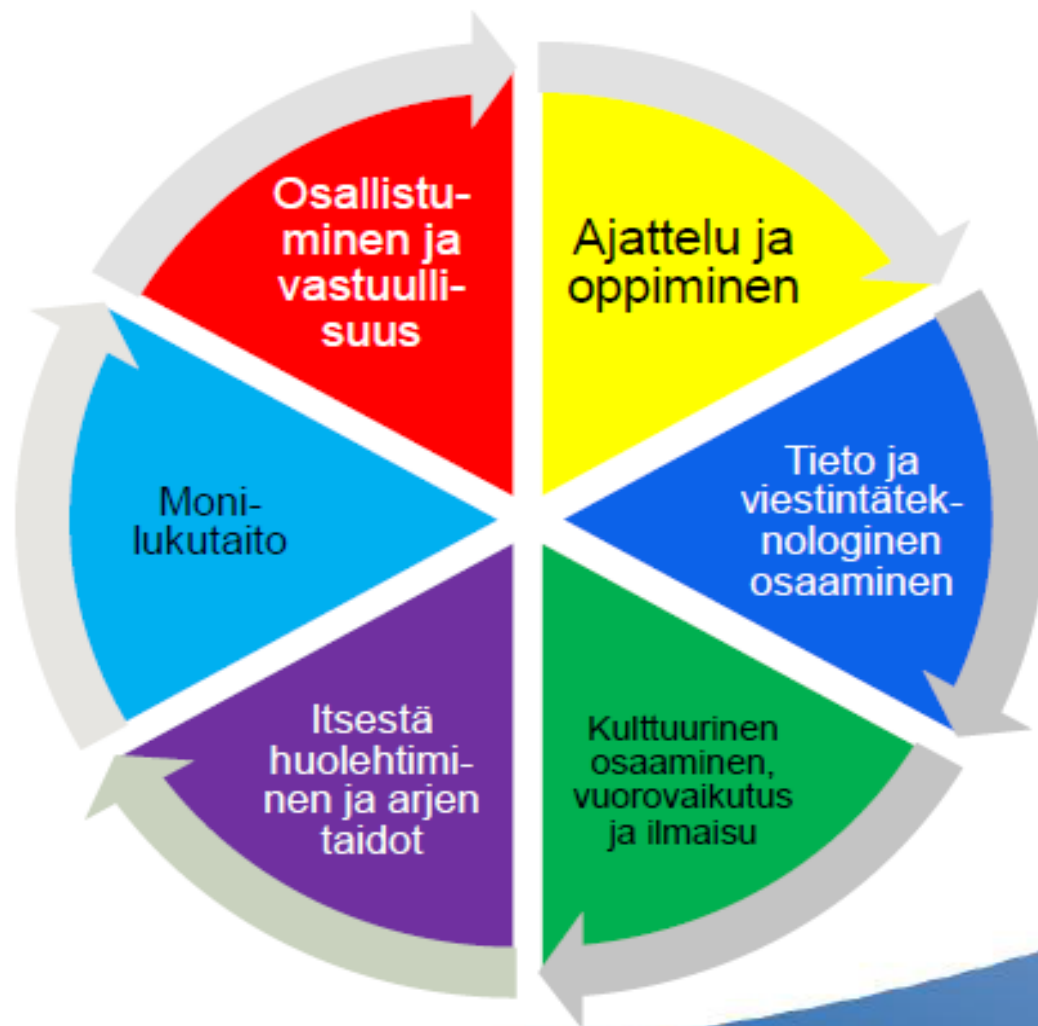 Osallistu-
minen ja
vastuulli-
suus
Ajattelu ja
oppiminen
Tieto ja
viestintätek-
nologinen
osaaminen
Kulttuurinen
osaaminen,
vuorovaikutus
ja ilmaisu
Itsestä
huolehtimi-
nen ja arjen
taidot
Moni-
lukutaito